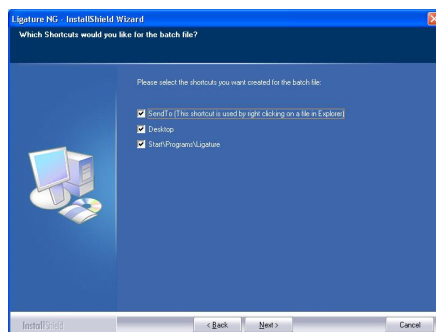 Ligature NG - InstallShield Wizard
Which Shortcuts would you like for the batch file?
Please select the shortcuts you want created for the batch file:
SendTo (This shortcut is used by right clicking on a file in Explorer)
Desktop
Start\Programs\Ligature
InstallShield
< Back
Next >
Cancel